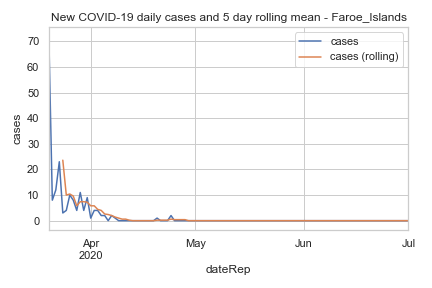 New COVID-19 daily cases and 5 day rolling mean - Faroe_Islands
cases
cases (rolling)
70
60
50
40
30
20
10
0
cases
Apr
2020
May
Jun
Jul
dateRep